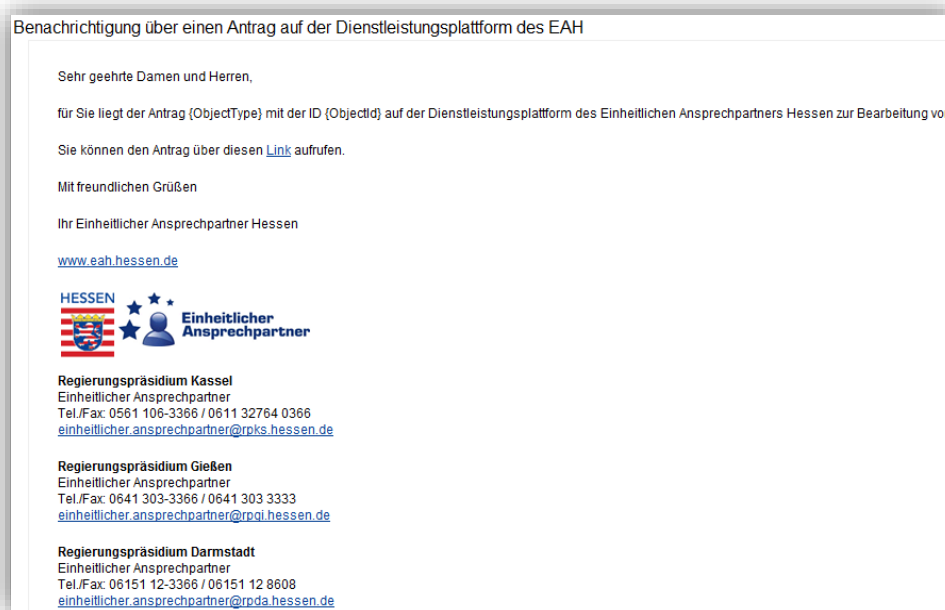 Benachrichtigung über einen Antrag auf der Dienstleistungsplattform des EAH
Sehr geehrte Damen und Herren,
für Sie liegt der Antrag {ObjectType} mit der ID {ObjectId} auf der Dienstleistungsplattform des Einheitlichen Ansprechpartners Hessen zur Bearbeitung vo
Sie können den Antrag über diesen Link aufrufen.
Mit freundlichen Grüßen
Ihr Einheitlicher Ansprechpartner Hessen
www.eah.hessen.de
HESSEN
Einheitlicher
Ansprechpartner
Regierungspräsidium Kassel
Einheitlicher Ansprechpartner
Tel./Fax: 0561 106-3366 / 0611 32764 0366
einheitlicher.ansprechpartner@rpks.hessen.de
Regierungspräsidium Gießen
Einheitlicher Ansprechpartner
Tel./Fax: 0641 303-3366 / 0641 303 3333
einheitlicher.ansprechpartner@rpgi.hessen.de
Regierungspräsidium Darmstadt
Einheitlicher Ansprechpartner
Tel./Fax: 06151 12-3366 / 06151 12 8608
einheitlicher.ansprechpartner@rpda.hessen.de